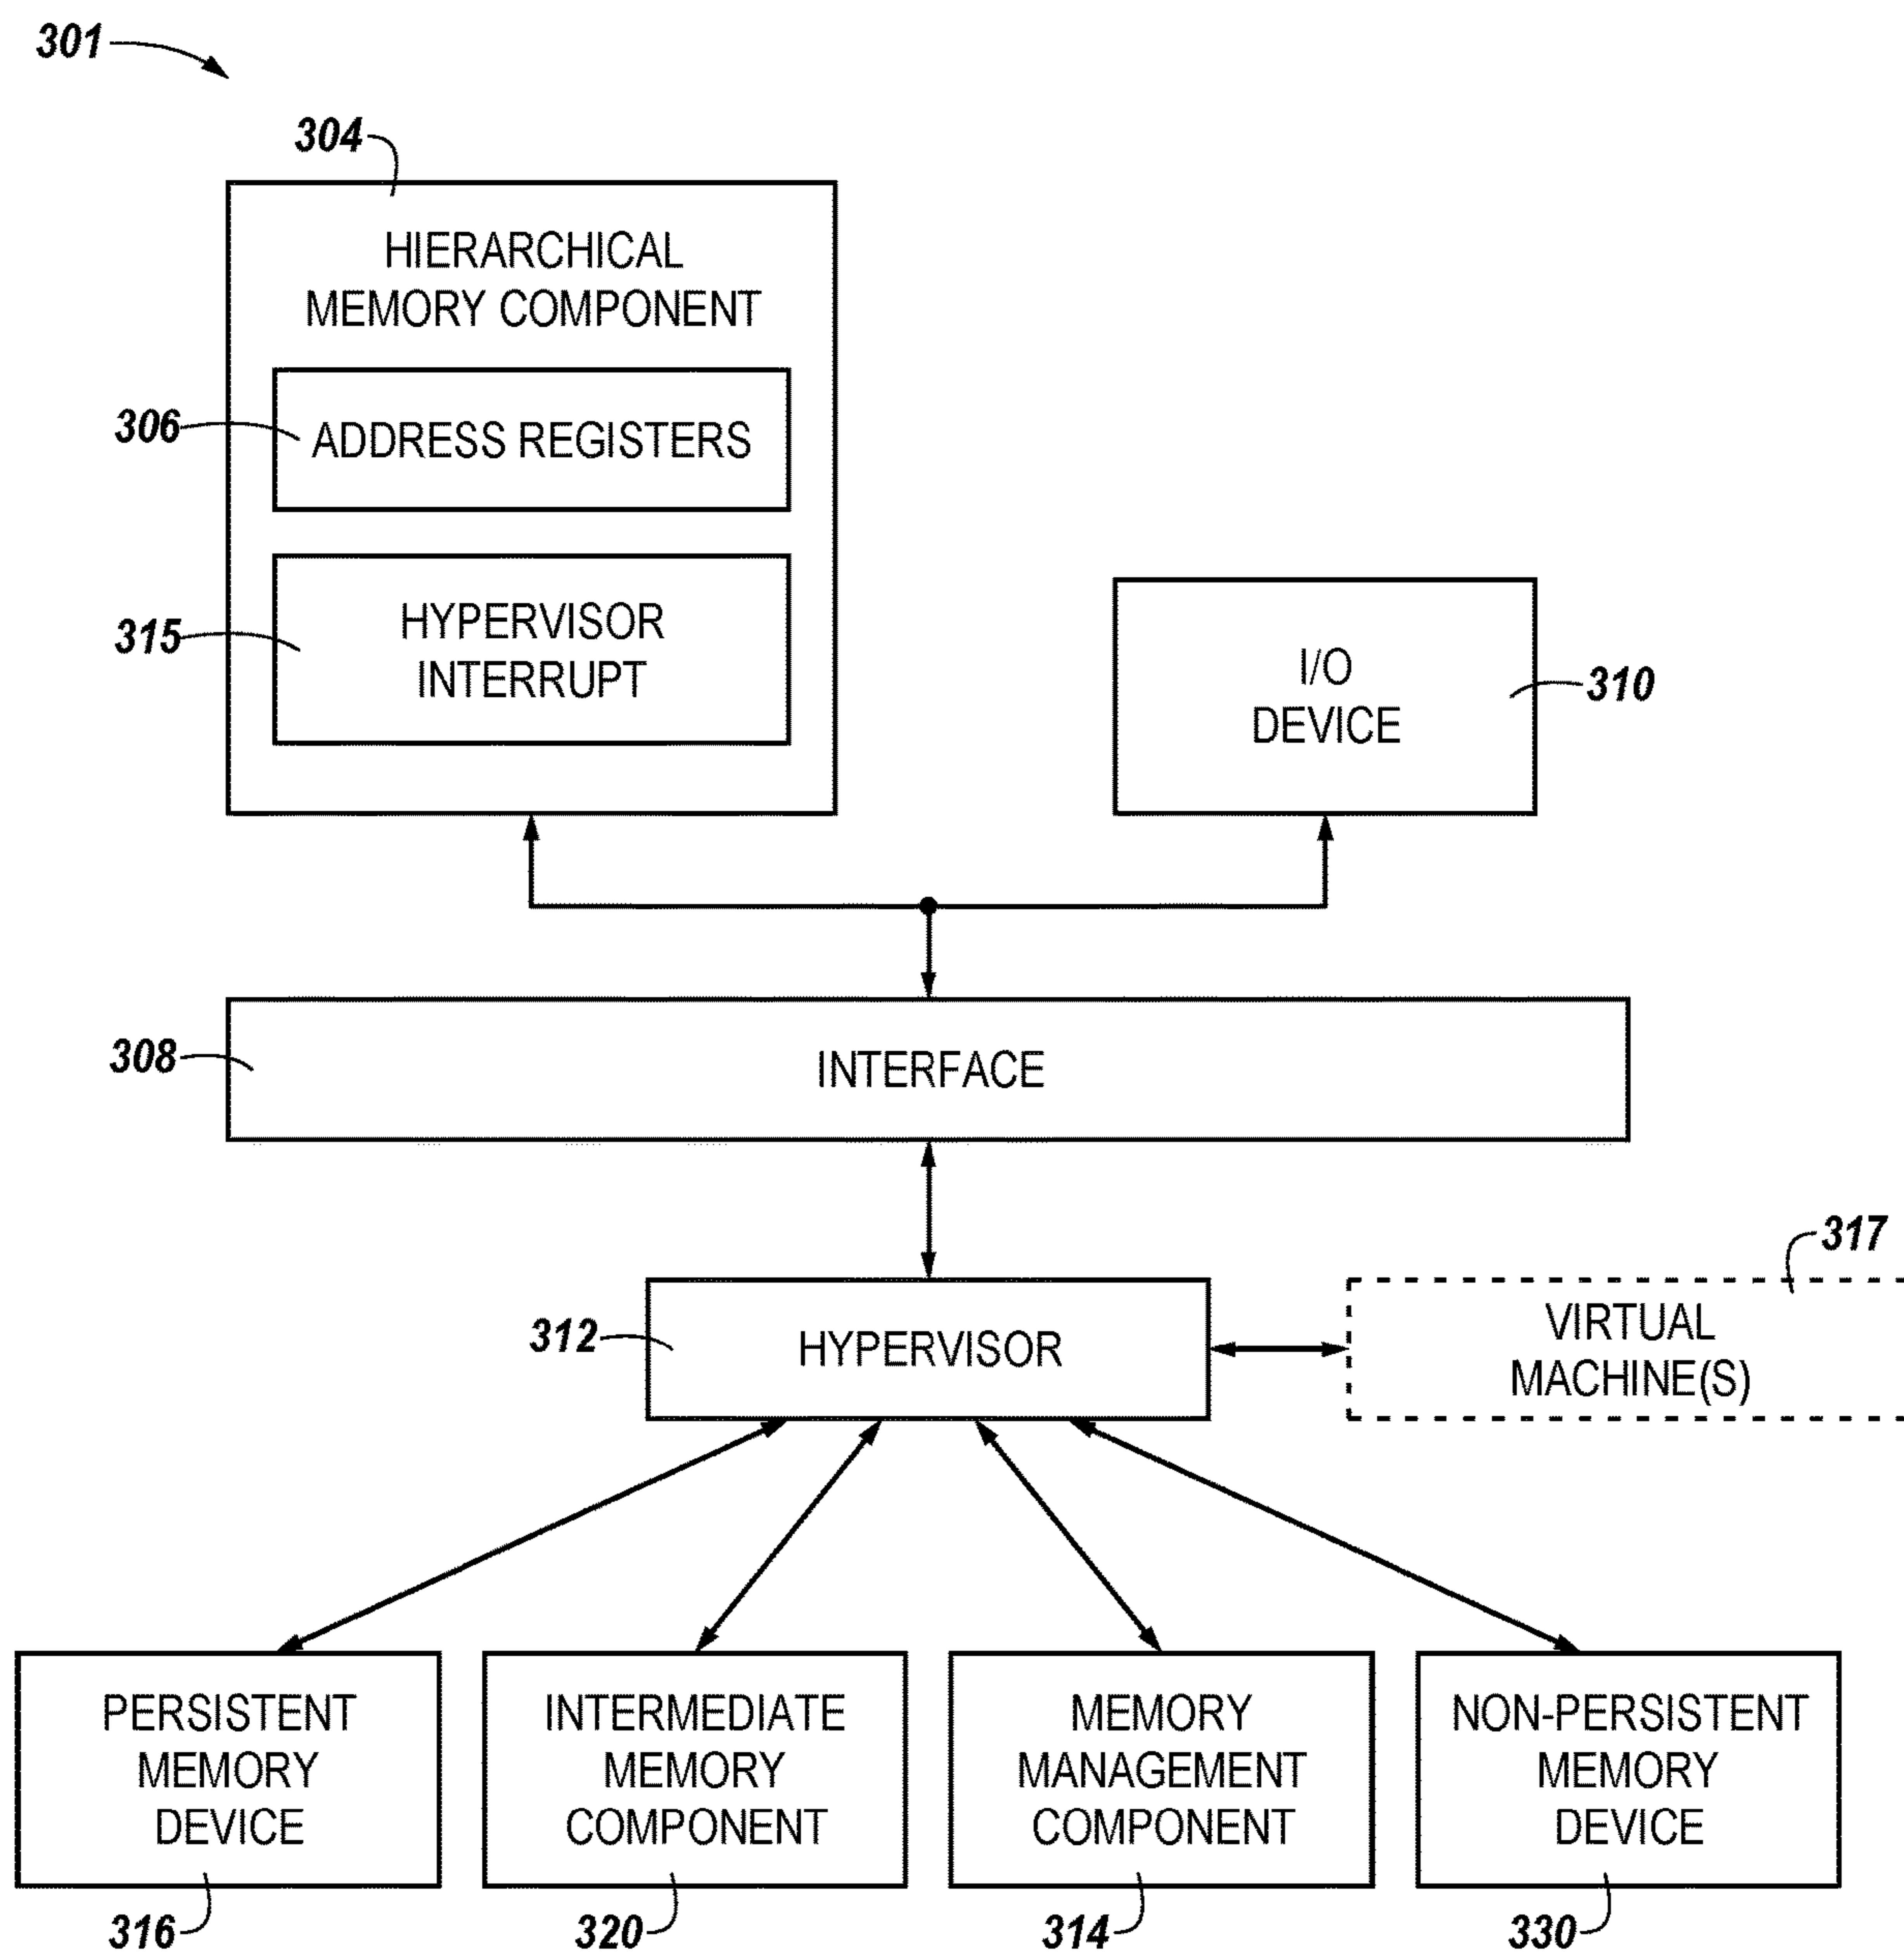 301
304
HIERARCHICAL
MEMORY COMPONENT
306
ADDRESS REGISTERS
315
HYPERVISOR
INTERRUPT
I/O
DEVICE
310
308
INTERFACE
317
312
HYPERVISOR
VIRTUAL
MACHINE(S)
PERSISTENT
MEMORY
DEVICE
316
INTERMEDIATE
MEMORY
COMPONENT
320
MEMORY
MANAGEMENT
COMPONENT
314
NON-PERSISTENT
MEMORY
DEVICE
330